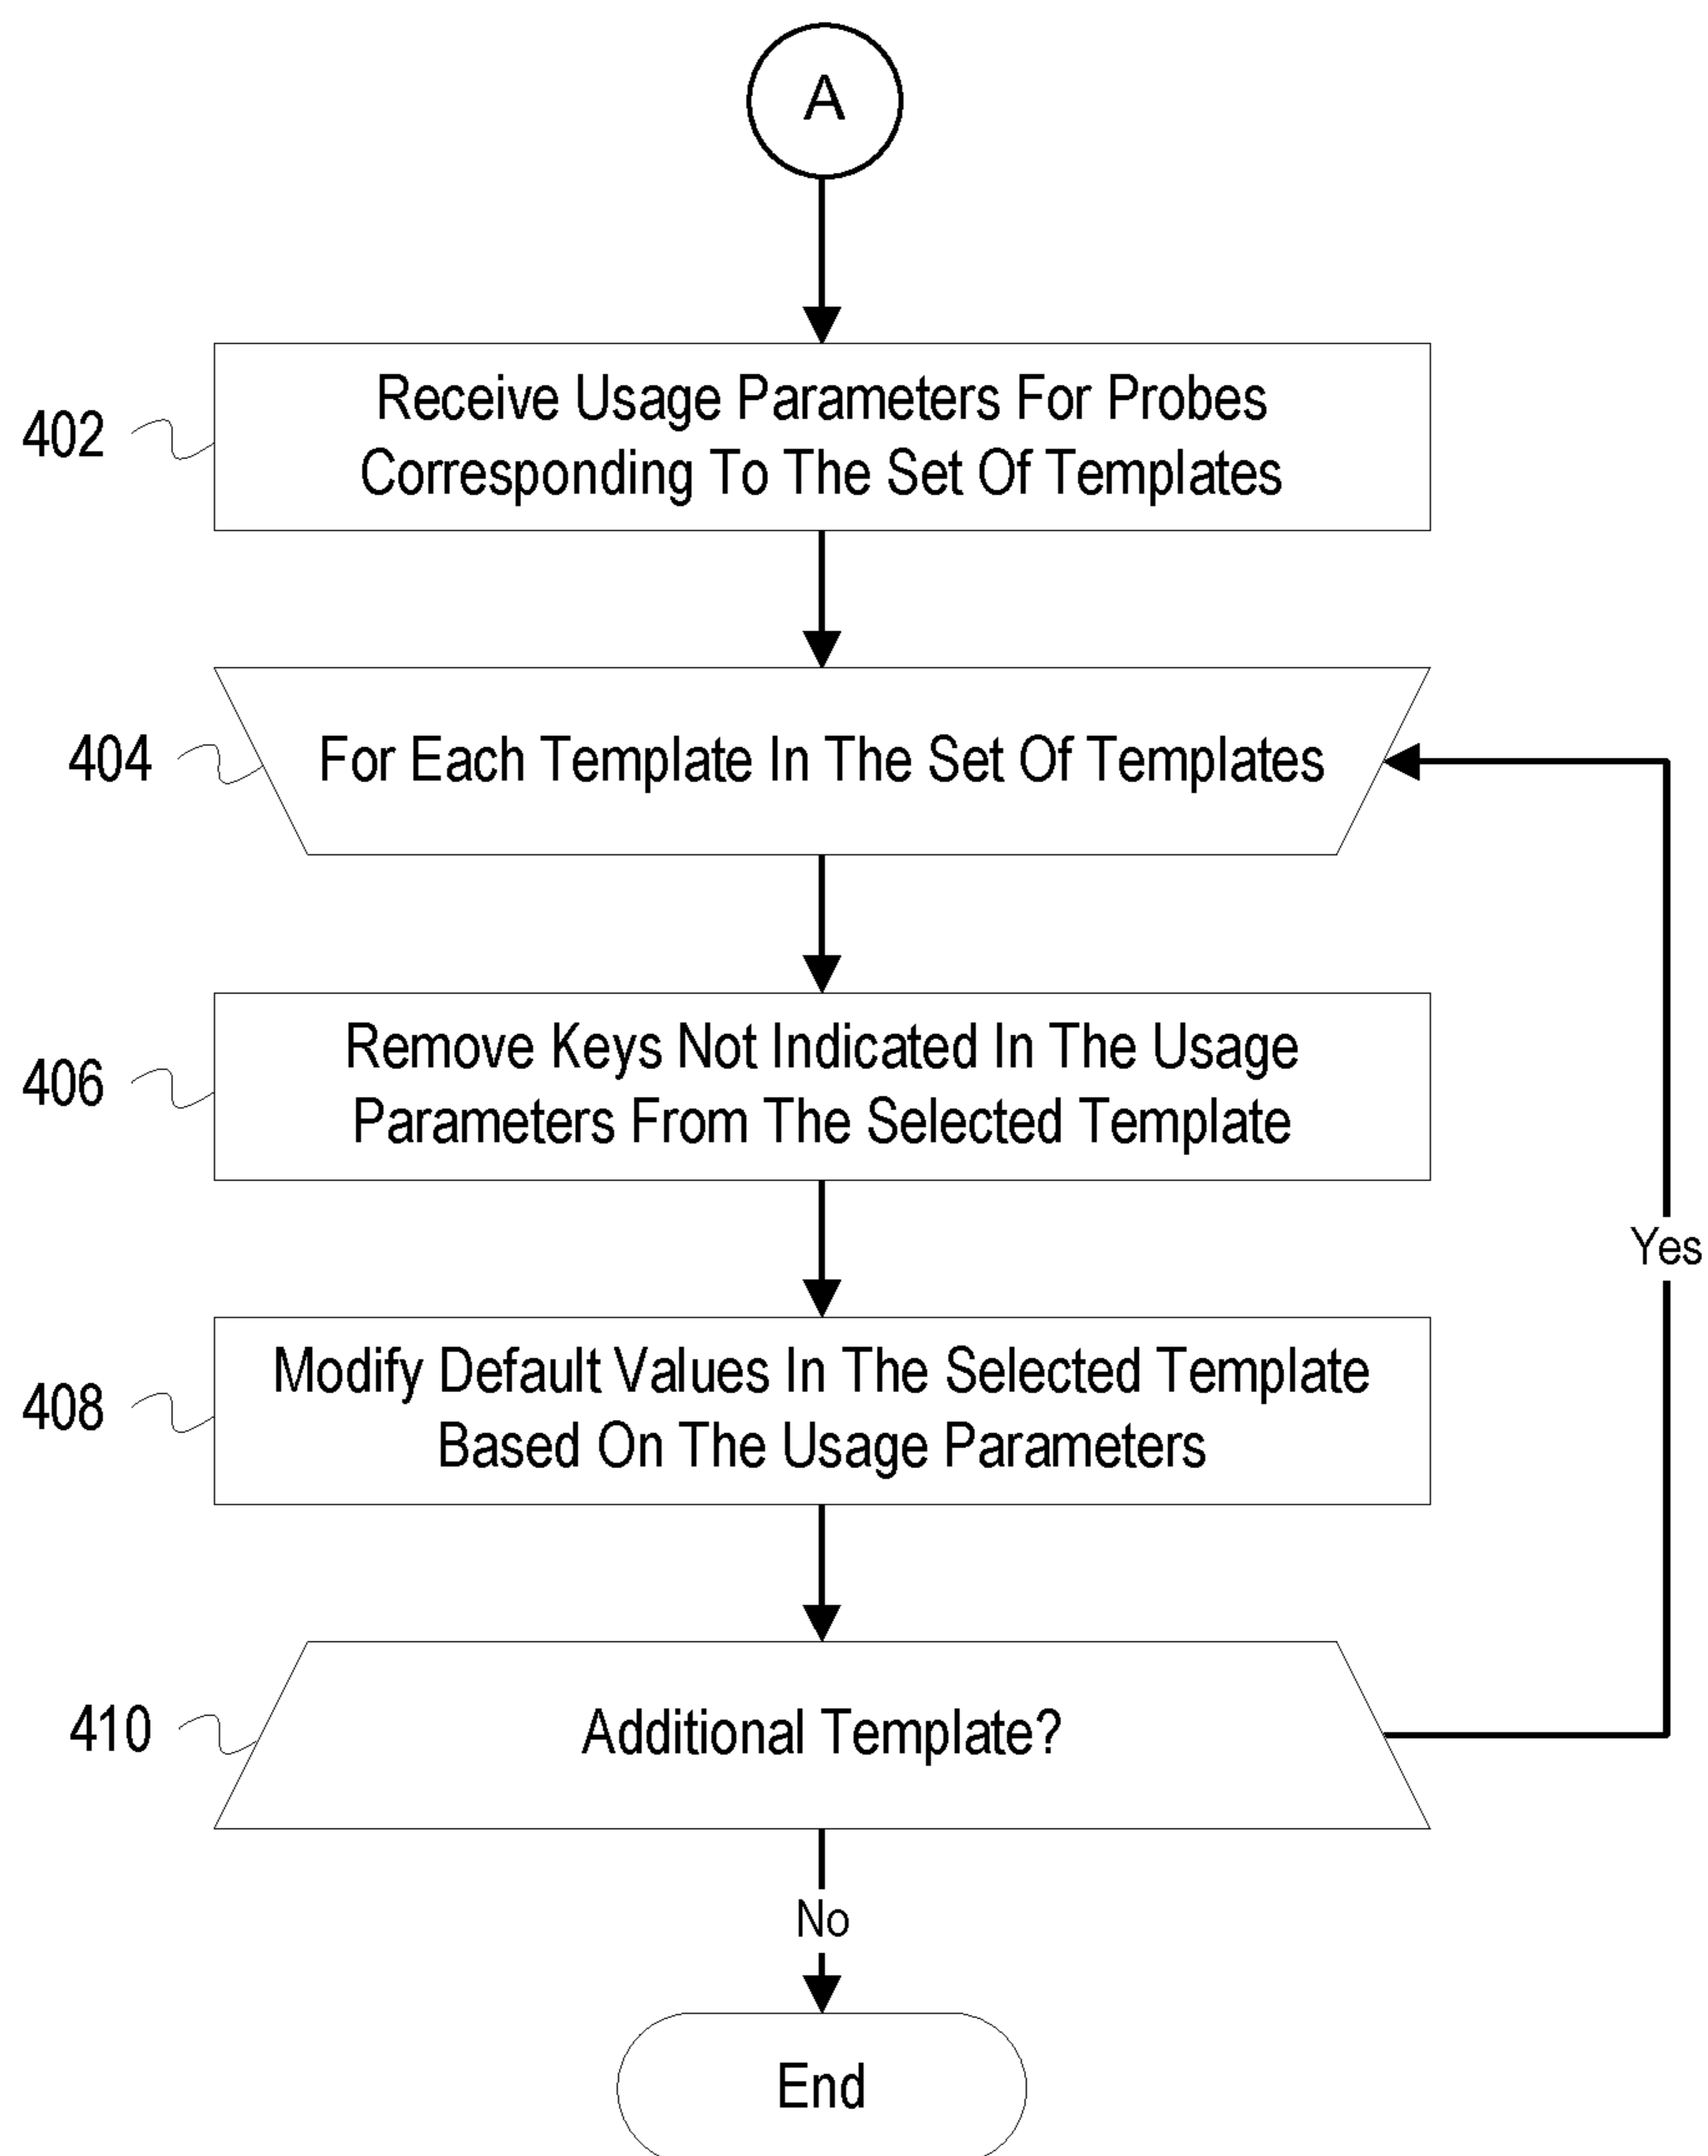 A
402
Receive Usage Parameters For Probes
Corresponding To The Set Of Templates
404
For Each Template In The Set Of Templates
406
Remove Keys Not Indicated In The Usage
Parameters From The Selected Template
Yes
408
Modify Default Values In The Selected Template
Based On The Usage Parameters
410
Additional Template?
No
End